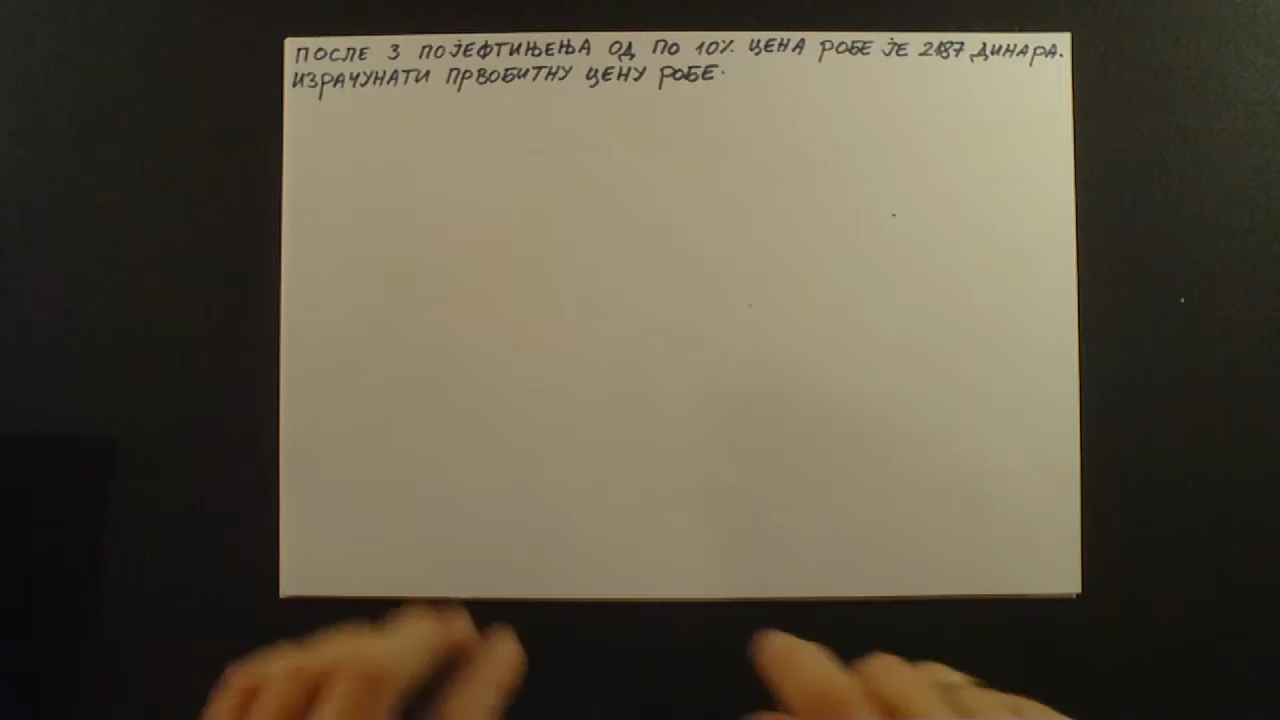 ПОСЛЕ 3 ПОЈЕФТИЊЕЊА ОД ПО 10% ЦЕНА РОБЕ ЈЕ 2187 ДИНАРА.
ИЗРАЧУНАТИ ПРВОБИТНУ ЦЕНУ РОБЕ.